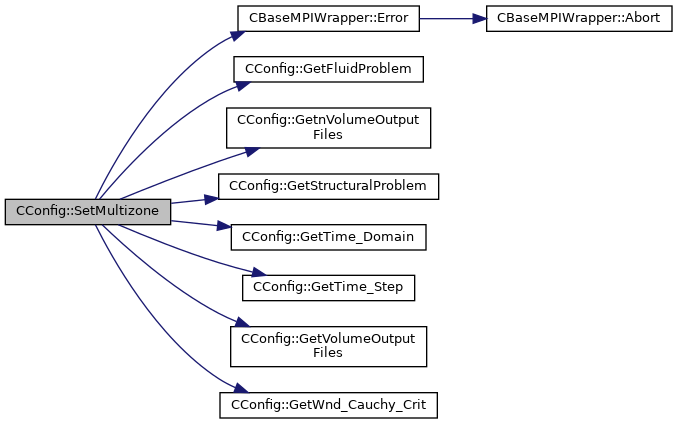 CBaseMPIWrapper::Error
CBaseMPIWrapper::Abort
CConfig::GetFluidProblem
CConfig::GetnVolumeOutput
Files
CConfig::GetStructuralProblem
CConfig::SetMultizone
CConfig::GetTime_Domain
CConfig::GetTime_Step
CConfig::GetVolumeOutput
Files
CConfig::GetWnd_Cauchy_Crit